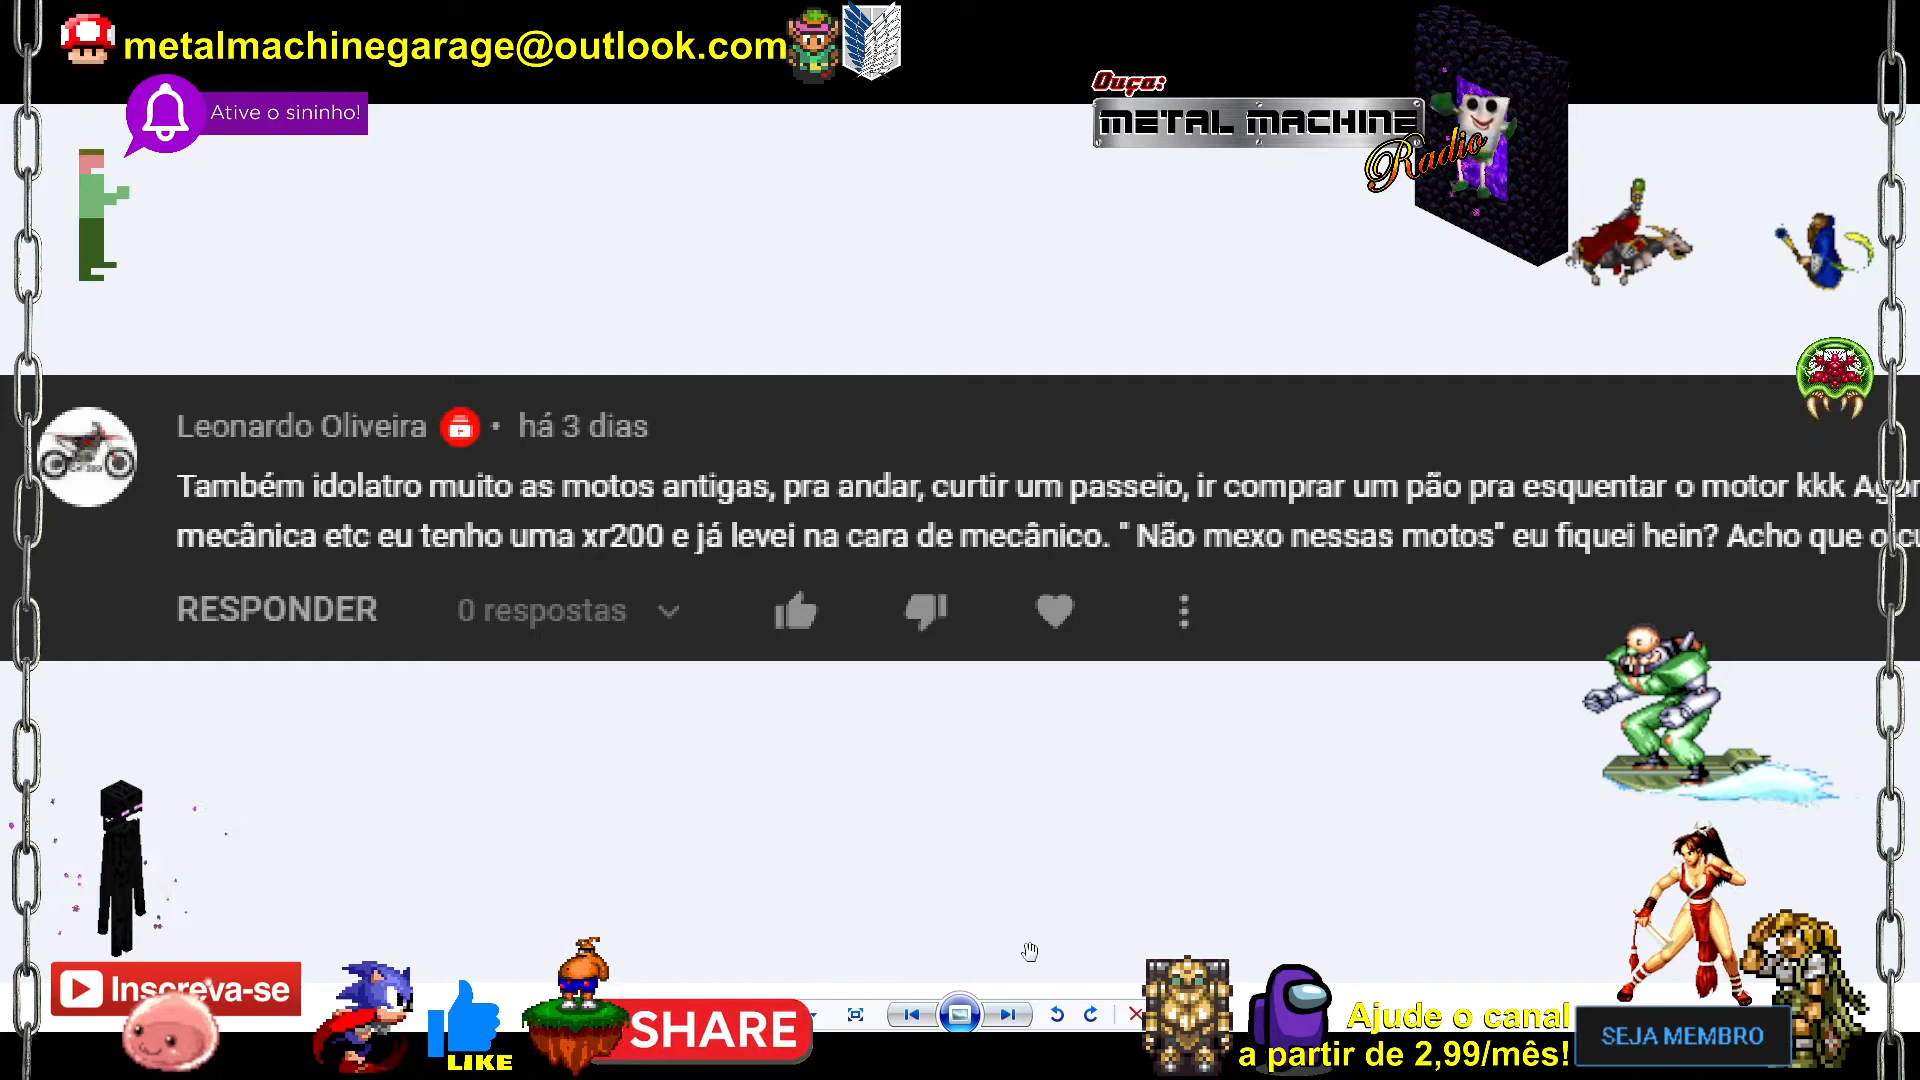 metalmachinegarage@outlook.com
Ative o sininho!
Ouça:
METAL MACHINE
Radio
Leonardo Oliveira • há 3 dias
Também idolatro muito as motos antigas, pra andar, curtir um passeio, ir comprar um pão pra esquentar o motor kkk
mecânica etc eu tenho uma xr200 e já levei na cara de mecânico. " Não mexo nessas motos" eu fiquei hein? Acho que o
RESPONDER 0 respostas
Inscreva-se
LIKE
SHARE
Ajude o canal
a partir de 2,99/mês!
SEJA MEMBRO